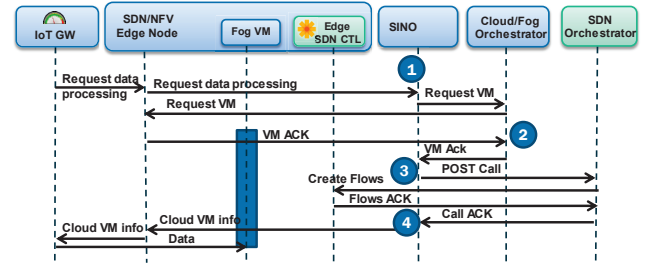 IoT GW
SDN/NFV
Edge Node
Fog VM
Edge
SDN CTL
SINO
Cloud/Fog
Orchestrator
SDN
Orchestrator
1
Request data
processing
Request data processing
Request VM
Request VM
2
VM ACK
VM Ack
3
POST Call
Create Flows
Flows ACK
4
Call ACK
Cloud VM info
Cloud VM info
Data